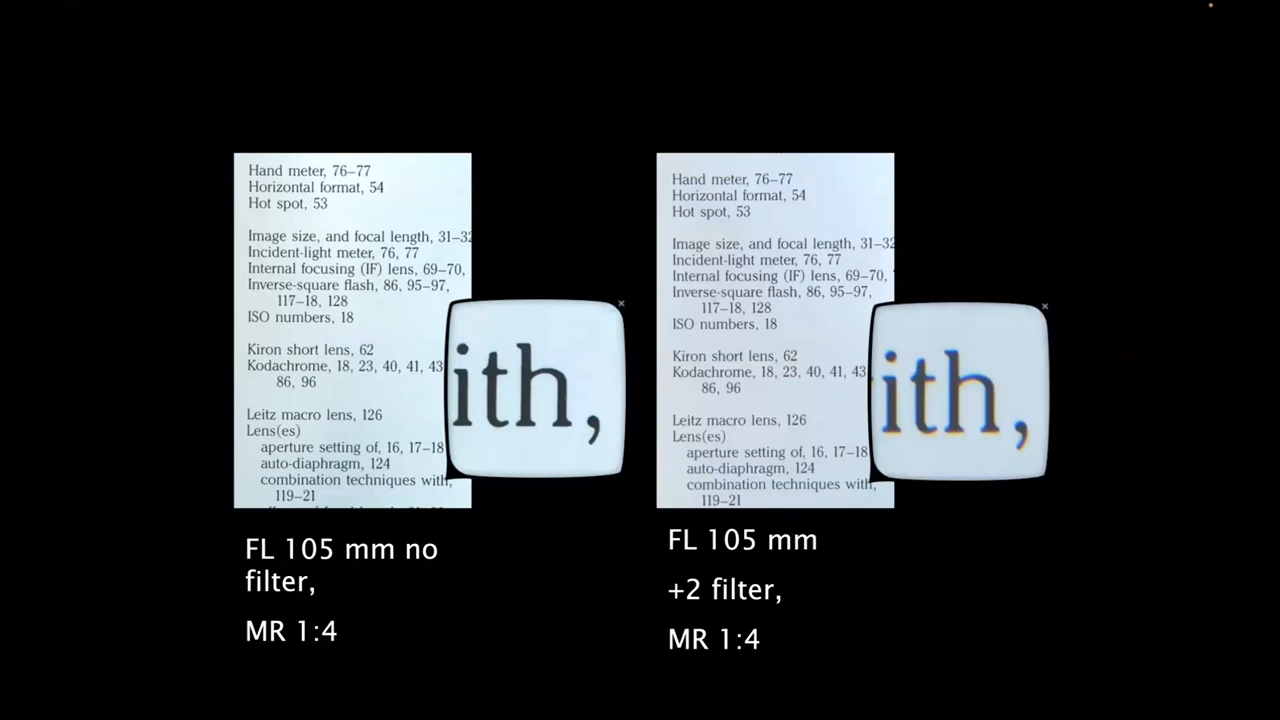 Hand meter, 76–77
Horizontal format, 54
Hot spot, 53
Image size, and focal length, 31–32
Incident-light meter, 76, 77
Internal focusing (IF) lens, 69–70,
Inverse-square flash, 86, 95–97,
117–18, 128
ISO numbers, 18
Kiron short lens, 62
Kodachrome, 18, 23, 40, 41, 43
86, 96
Leitz macro lens, 126
Lens(es)
aperture setting of, 16, 17–18
auto-diaphragm, 124
combination techniques with,
119–21
ith,
FL 105 mm no
filter,
MR 1:4
Hand meter, 76–77
Horizontal format, 54
Hot spot, 53
Image size, and focal length, 31–32
Incident-light meter, 76, 77
Internal focusing (IF) lens, 69–70,
Inverse-square flash, 86, 95–97,
117–18, 128
ISO numbers, 18
Kiron short lens, 62
Kodachrome, 18, 23, 40, 41, 43
86, 96
Leitz macro lens, 126
Lens(es)
aperture setting of, 16, 17–18
auto-diaphragm, 124
combination techniques with,
119–21
ith,
FL 105 mm
+2 filter,
MR 1:4